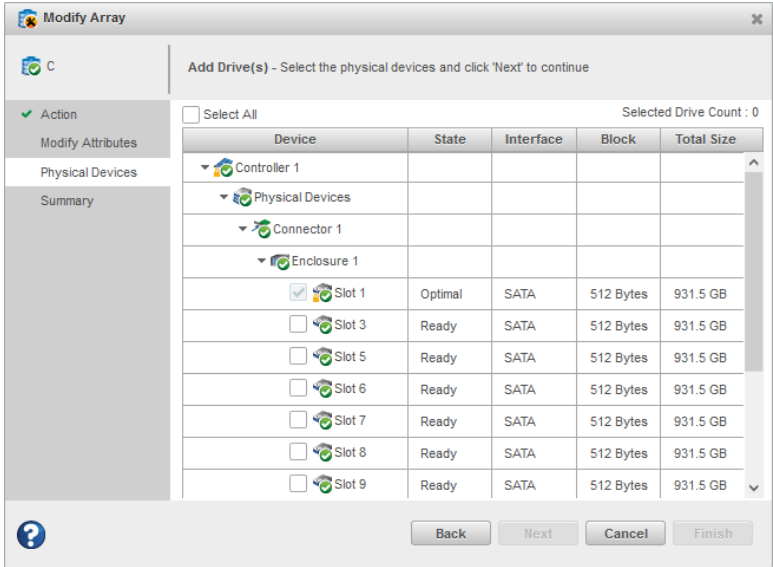 Modify Array
C
Add Drive(s) - Select the physical devices and click 'Next' to continue
Action
Modify Attributes
Physical Devices
Summary
Select All
Selected Drive Count : 0
Device State Interface Block Total Size
Controller 1
Physical Devices
Connector 1
Enclosure 1
Slot 1 Optimal SATA 512 Bytes 931.5 GB
Slot 3 Ready SATA 512 Bytes 931.5 GB
Slot 5 Ready SATA 512 Bytes 931.5 GB
Slot 6 Ready SATA 512 Bytes 931.5 GB
Slot 7 Ready SATA 512 Bytes 931.5 GB
Slot 8 Ready SATA 512 Bytes 931.5 GB
Slot 9 Ready SATA 512 Bytes 931.5 GB
? Back Next Cancel Finish